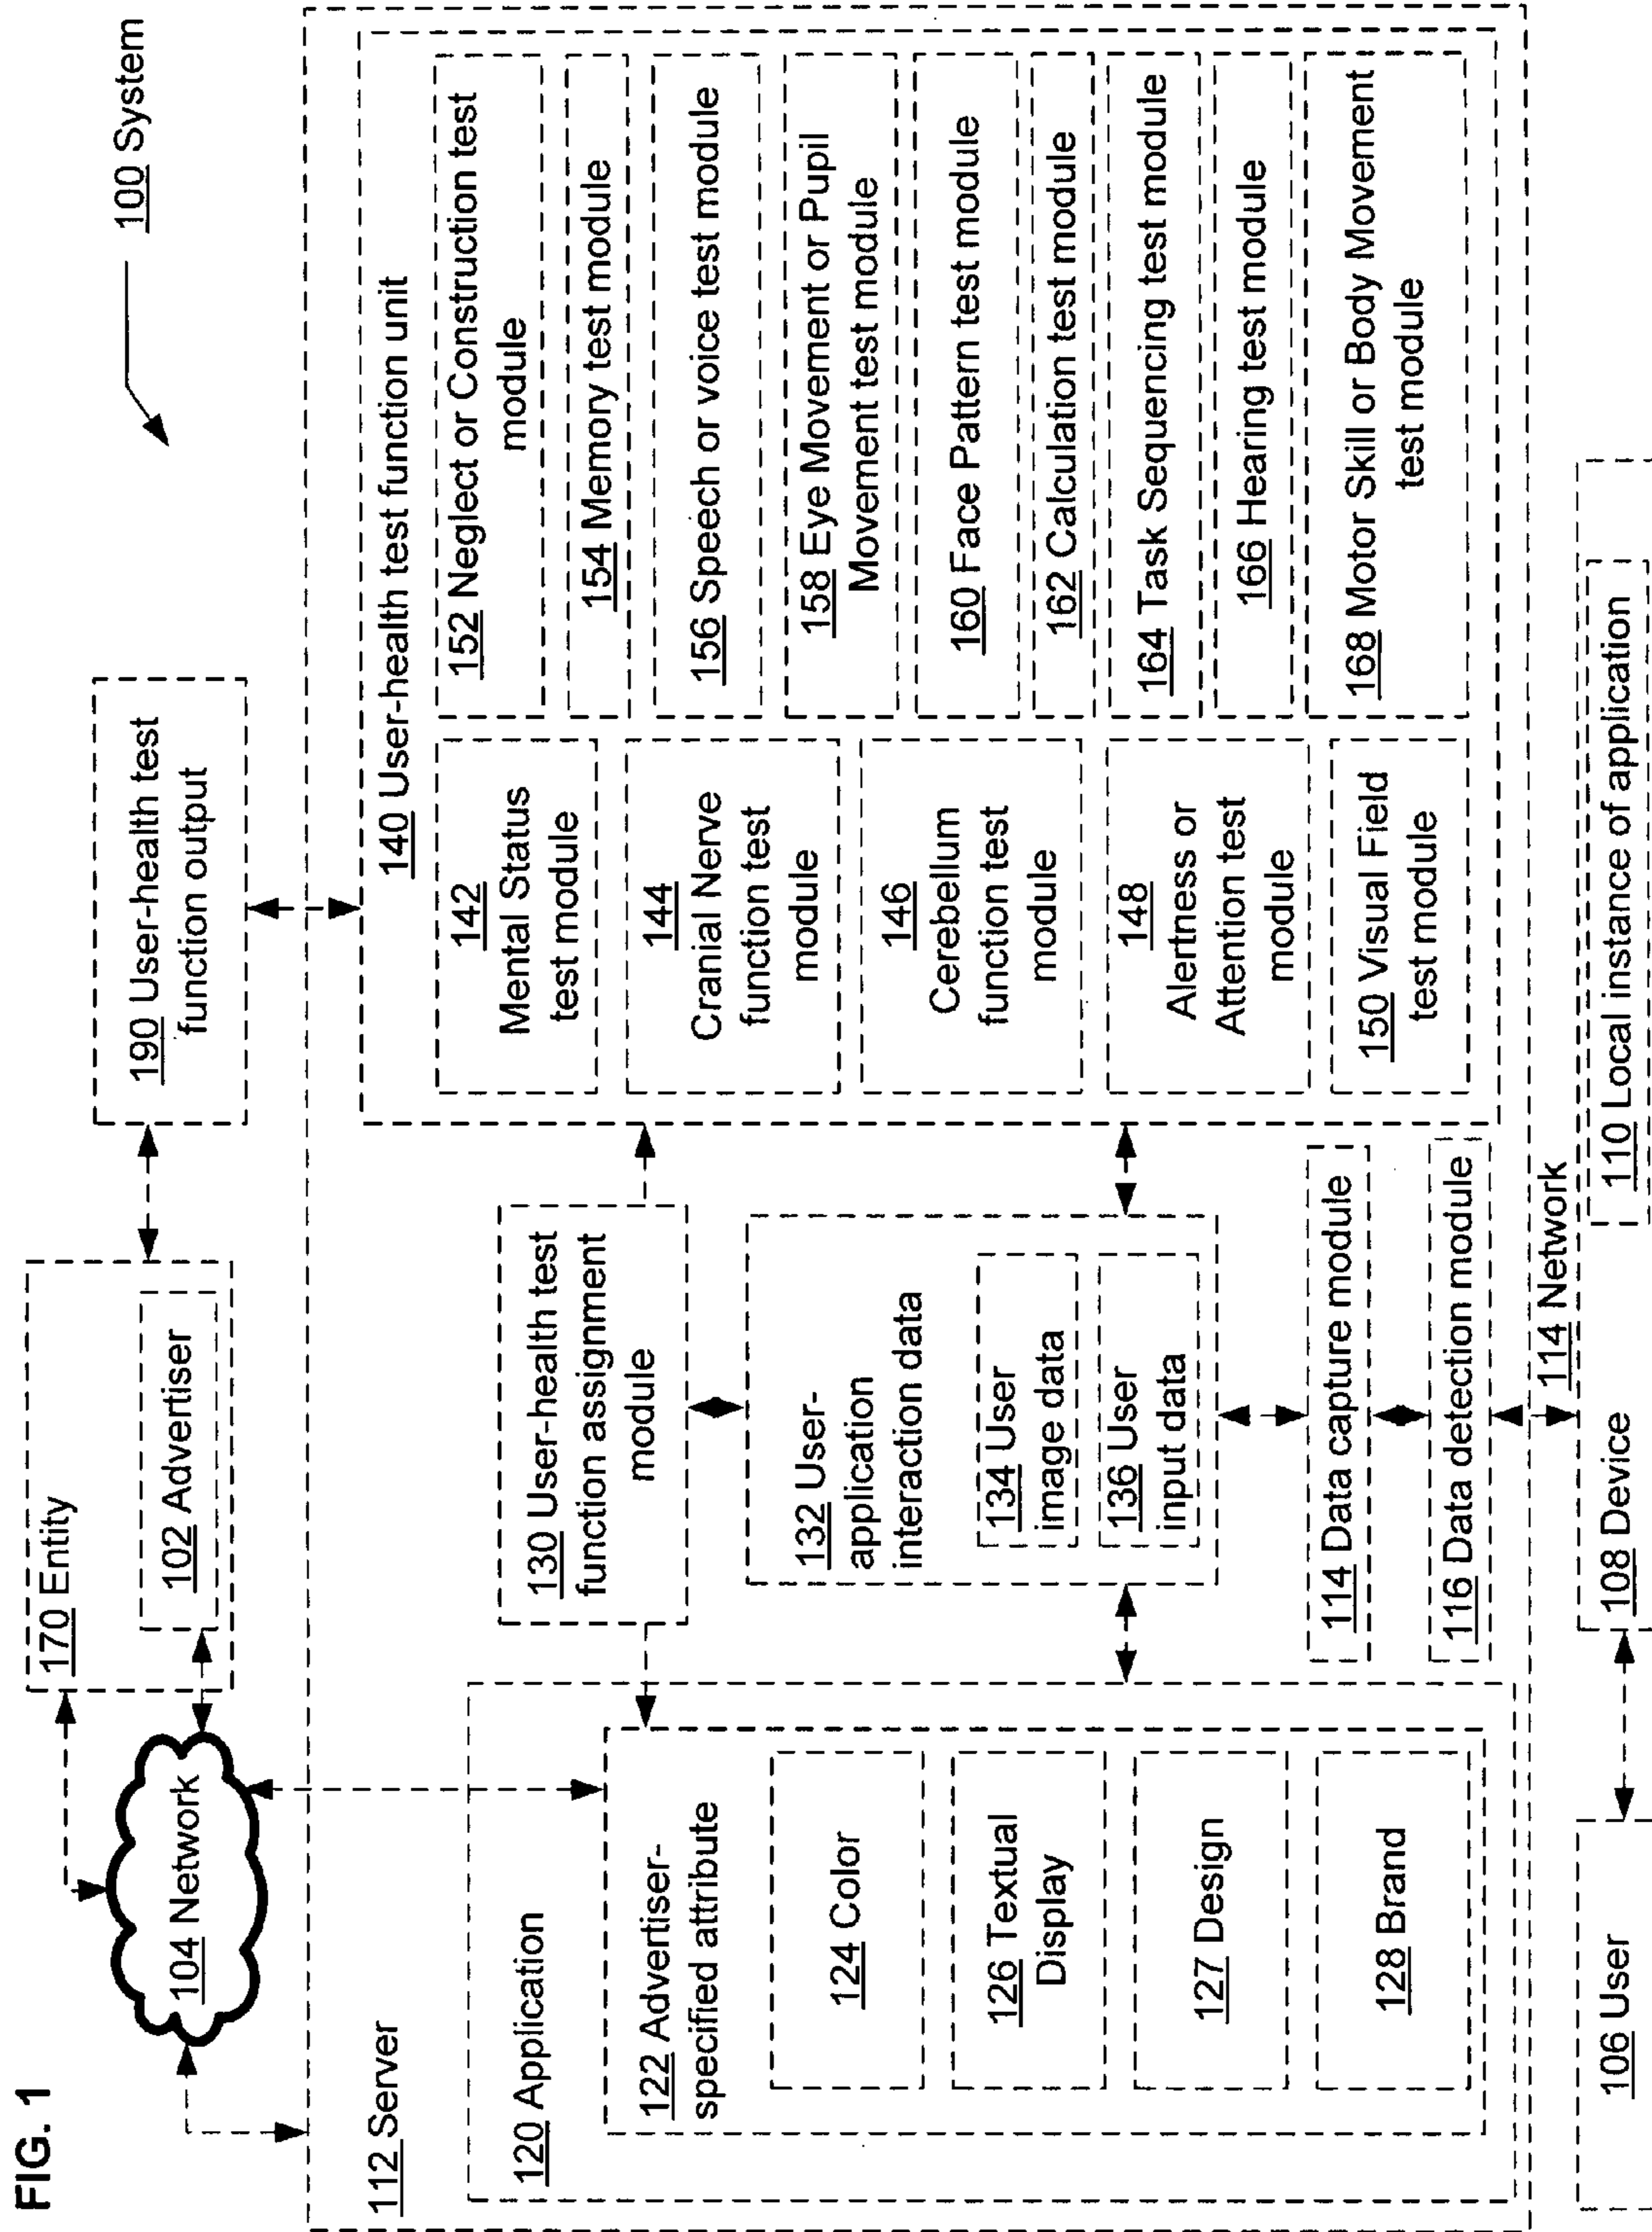 FIG. 1
100 System
170 Entity
102 Advertiser
104 Network
190 User-health test
function output
112 Server
120 Application
122 Advertiser-
specified attribute
124 Color
126 Textual
Display
127 Design
128 Brand
130 User-health test
function assignment
module
132 User-
application
interaction data
134 User
image data
136 User
input data
114 Data capture module
116 Data detection module
140 User-health test function unit
142
Mental Status
test module
144
Cranial Nerve
function test
module
146
Cerebellum
function test
module
148
Alertness or
Attention test
module
150 Visual Field
test module
152 Neglect or Construction test
module
154 Memory test module
156 Speech or voice test module
158 Eye Movement or Pupil
Movement test module
160 Face Pattern test module
162 Calculation test module
164 Task Sequencing test module
166 Hearing test module
168 Motor Skill or Body Movement
test module
114 Network
106 User
108 Device
110 Local instance of application